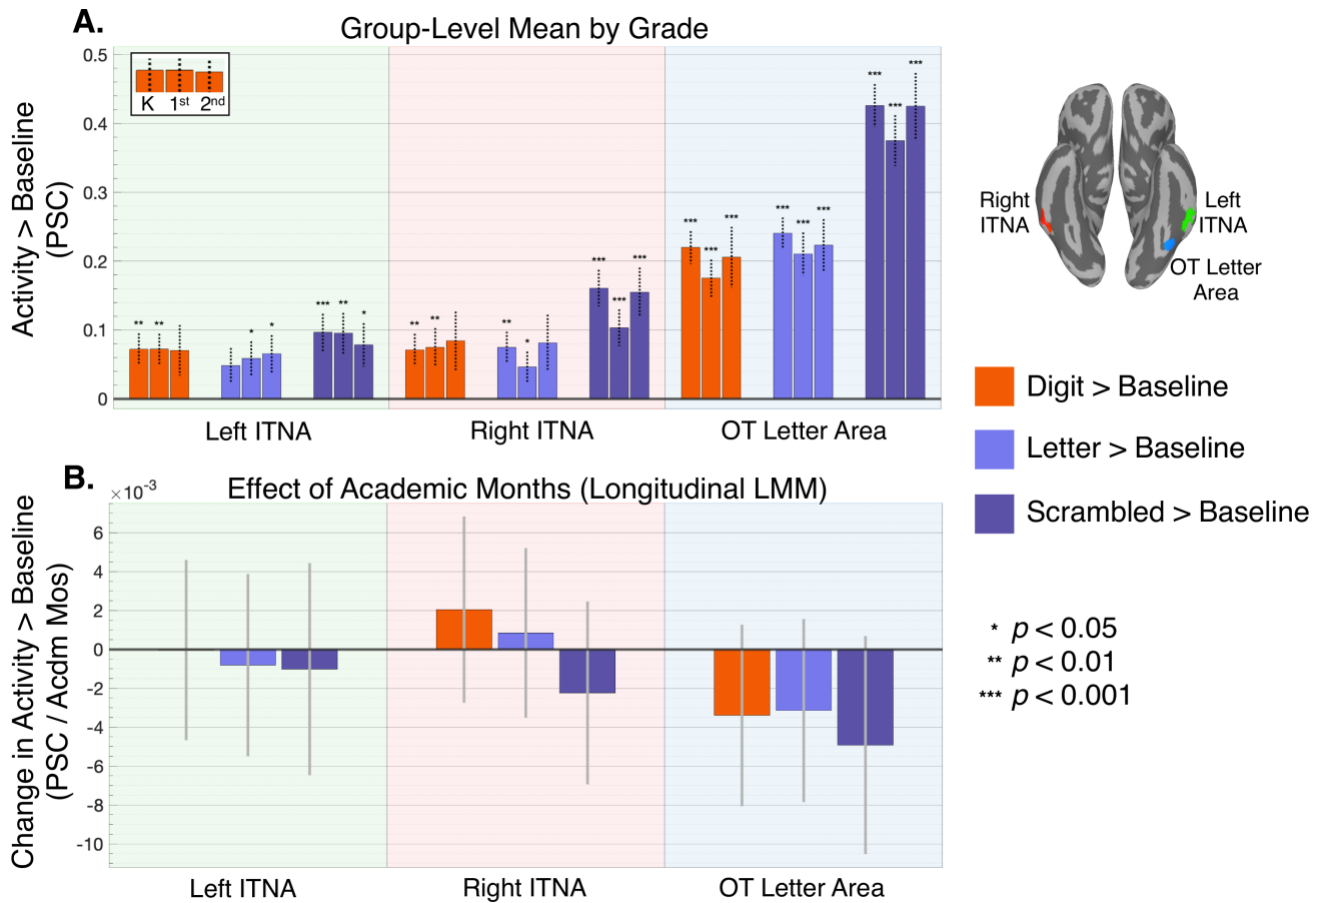 A.
Group-Level Mean by Grade
Activity > Baseline
(PSC)
0.5
0.4
0.3
0.2
0.1
0
K 1st 2nd
** **
* *
*** ** *
** **
** *
*** *** ***
*** *** ***
*** *** ***
*** *** ***
Left ITNA
Right ITNA
OT Letter Area
Right
ITNA
Left
ITNA
OT Letter
Area
Digit > Baseline
Letter > Baseline
Scrambled > Baseline
* p < 0.05
** p < 0.01
*** p < 0.001
B.
×10-3
Effect of Academic Months (Longitudinal LMM)
Change in Activity > Baseline
(PSC / Acdm Mos)
6
4
2
0
-2
-4
-6
-8
-10
Left ITNA
Right ITNA
OT Letter Area